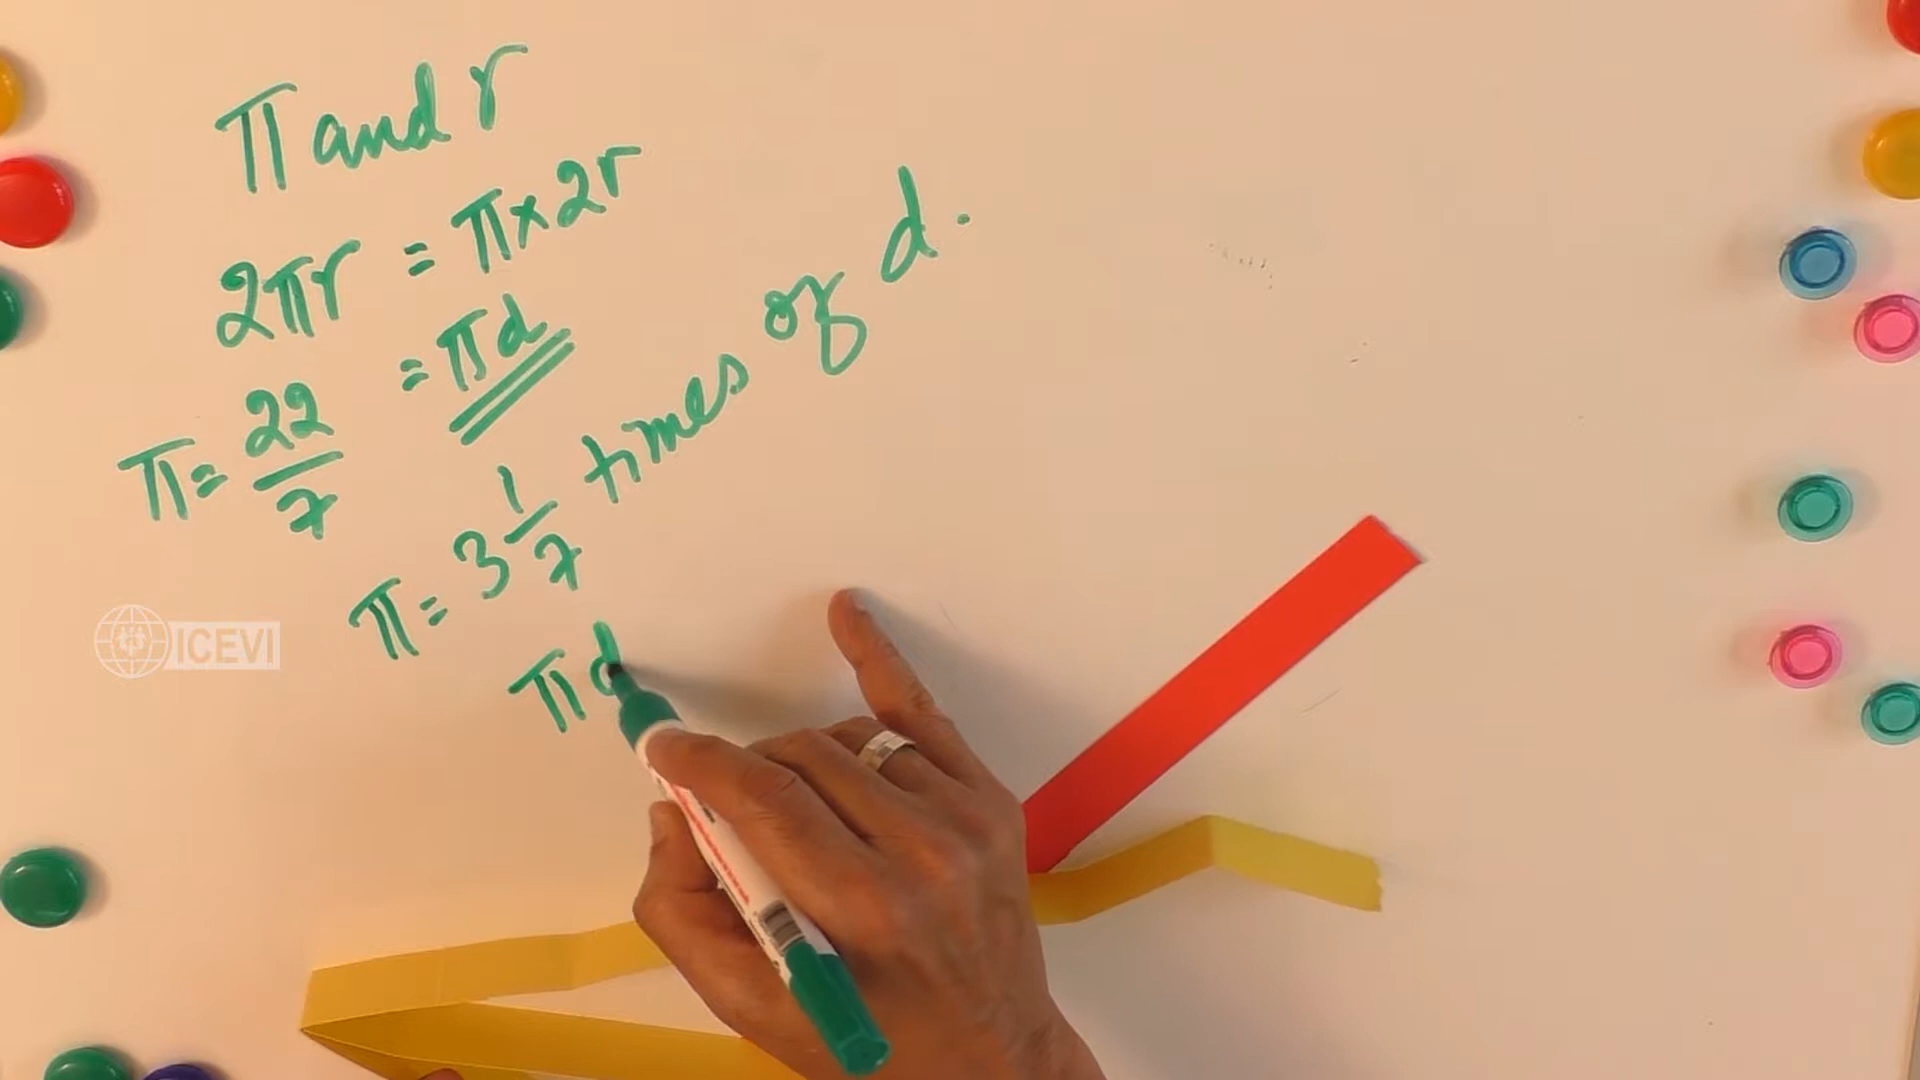 π and r
2πr = π×2r
= πd
π = 22/7
π = 3 1/7 times of d.
πd
ICEVI